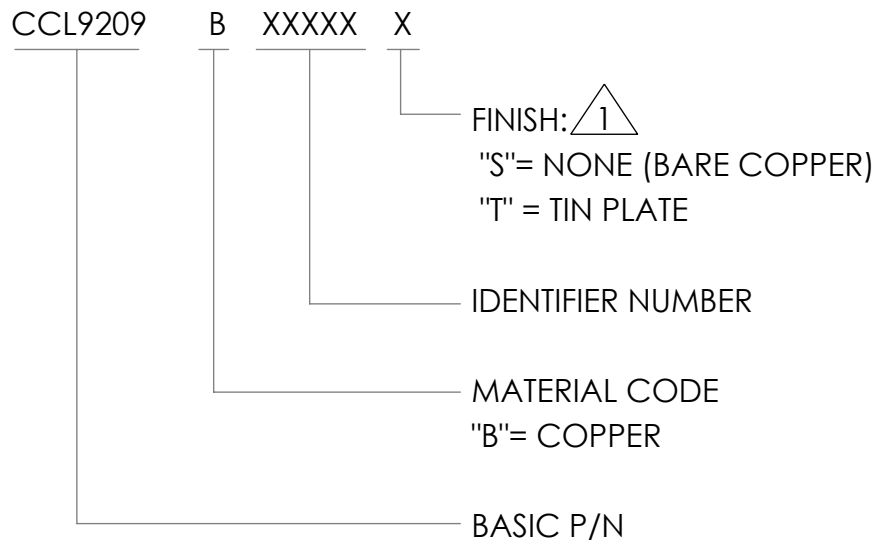 CCL9209 B XXXXX X
FINISH: 1
"S"= NONE (BARE COPPER)
"T" = TIN PLATE
IDENTIFIER NUMBER
MATERIAL CODE
"B"= COPPER
BASIC P/N